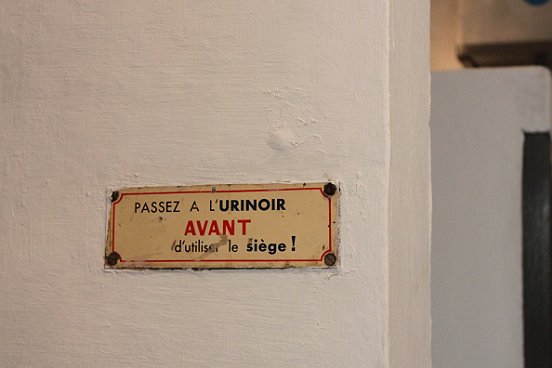 PASSEZ A L'URINOIR
AVANT
d'utiliser le siège!